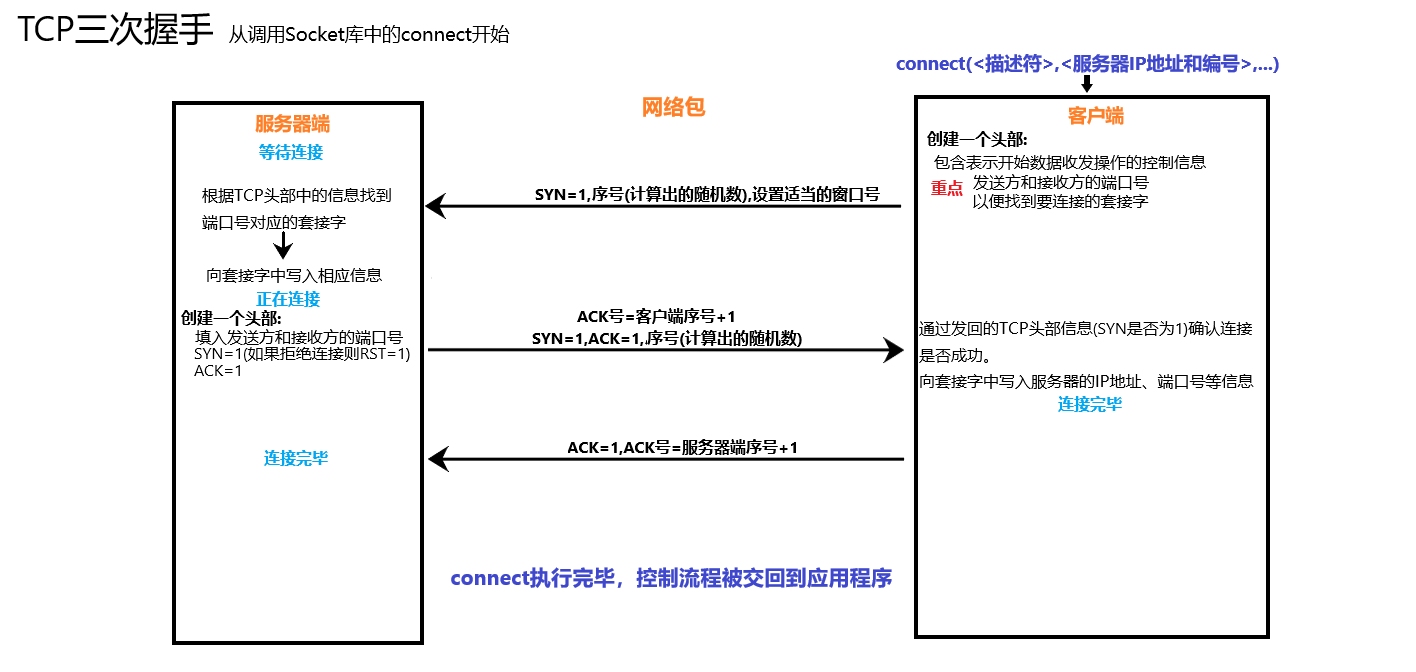 TCP三次握手 从调用Socket库中的connect开始
connect(<描述符>,<服务器IP地址和编号>,...)
网络包
服务器端
等待连接
根据TCP头部中的信息找到
端口号对应的套接字
向套接字中写入相应信息
正在连接
创建一个头部:
填入发送方和接收方的端口号
SYN=1(如果拒绝连接则RST=1)
ACK=1
连接完毕
SYN=1,序号(计算出的随机数),设置适当的窗口号
ACK号=客户端序号+1
SYN=1,ACK=1,序号(计算出的随机数)
ACK=1,ACK号=服务器端序号+1
客户端
创建一个头部:
包含表示开始数据收发操作的控制信息
重点 发送方和接收方的端口号
以便找到要连接的套接字
通过发回的TCP头部信息(SYN是否为1)确认连接
是否成功。
向套接字中写入服务器的IP地址、端口号等信息
连接完毕
connect执行完毕，控制流程被交回到应用程序